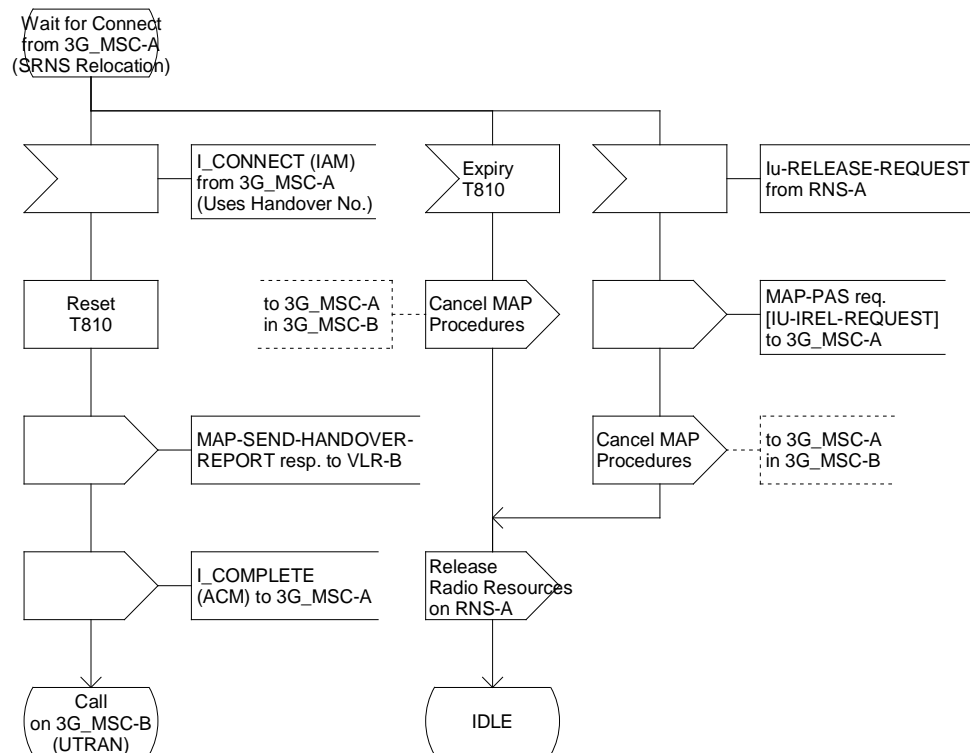 Wait for Connect
from 3G_MSC-A
(SRNS Relocation)
I_CONNECT (IAM)
from 3G_MSC-A
(Uses Handover No.)
Expiry
T810
Iu-RELEASE-REQUEST
from RNS-A
Reset
T810
to 3G_MSC-A
in 3G_MSC-B
Cancel MAP
Procedures
MAP-PAS req.
[IU-IREL-REQUEST]
to 3G_MSC-A
MAP-SEND-HANDOVER-
REPORT resp. to VLR-B
Cancel MAP
Procedures
to 3G_MSC-A
in 3G_MSC-B
I_COMPLETE
(ACM) to 3G_MSC-A
Release
Radio Resources
on RNS-A
Call
on 3G_MSC-B
(UTRAN)
IDLE